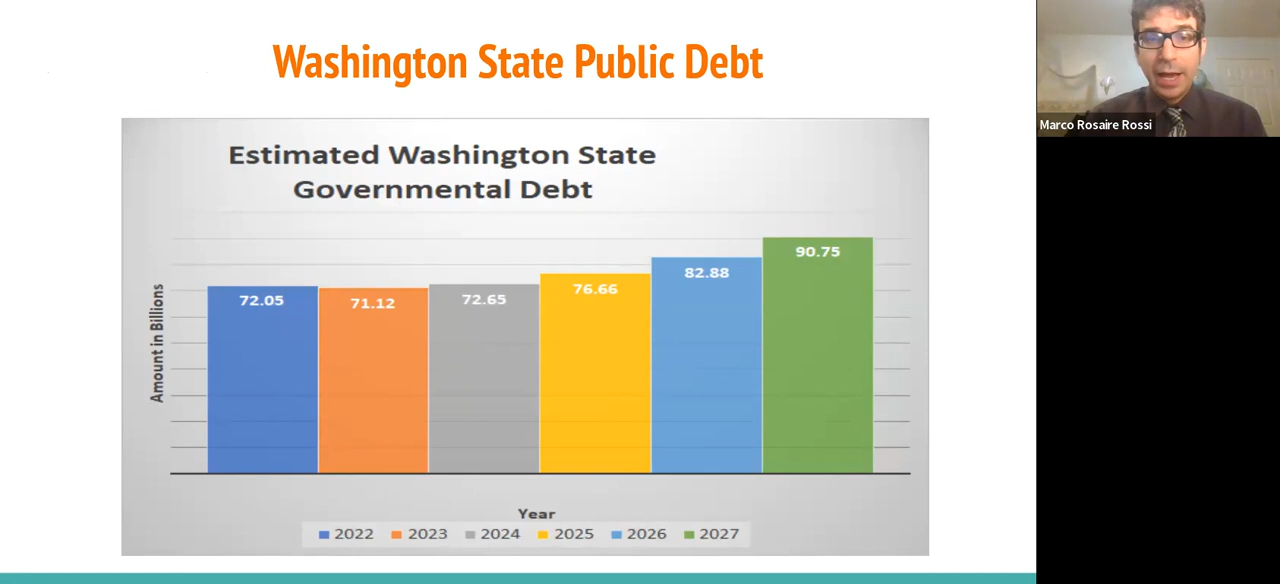 Washington State Public Debt
Marco Rosaire Rossi
Estimated Washington State
Governmental Debt
Amount in Billions
72.05
71.12
72.65
76.66
82.88
90.75
Year
2022 2023 2024 2025 2026 2027